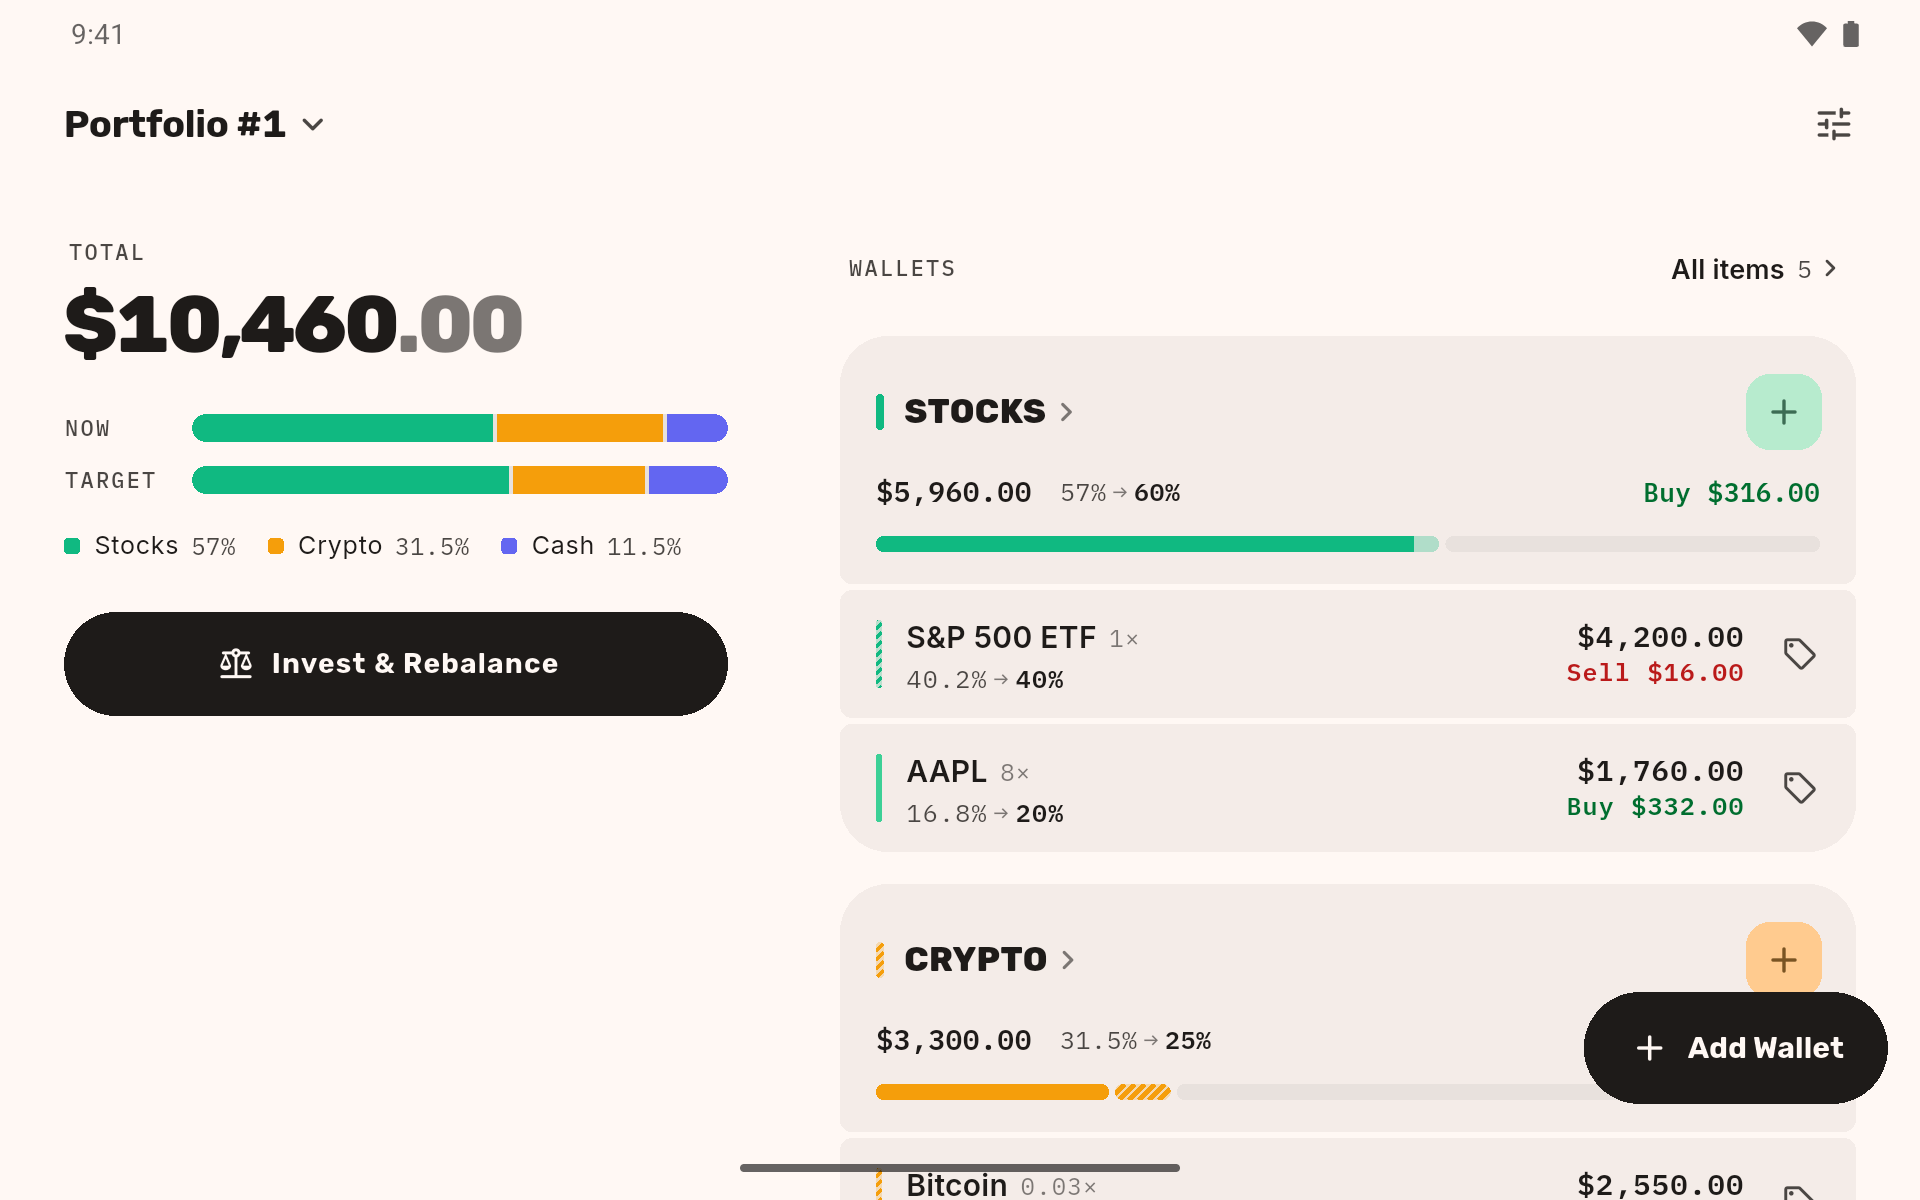 9:41
Portfolio #1
TOTAL
$10,460.00
NOW
TARGET
Stocks 57% Crypto 31.5% Cash 11.5%
Invest & Rebalance
WALLETS
All items 5
STOCKS
$5,960.00 57% → 60%
Buy $316.00
S&P 500 ETF 1×
$4,200.00
40.2% → 40%
Sell $16.00
AAPL 8×
$1,760.00
16.8% → 20%
Buy $332.00
CRYPTO
$3,300.00 31.5% → 25%
Add Wallet
Bitcoin 0.03×
$2,550.00